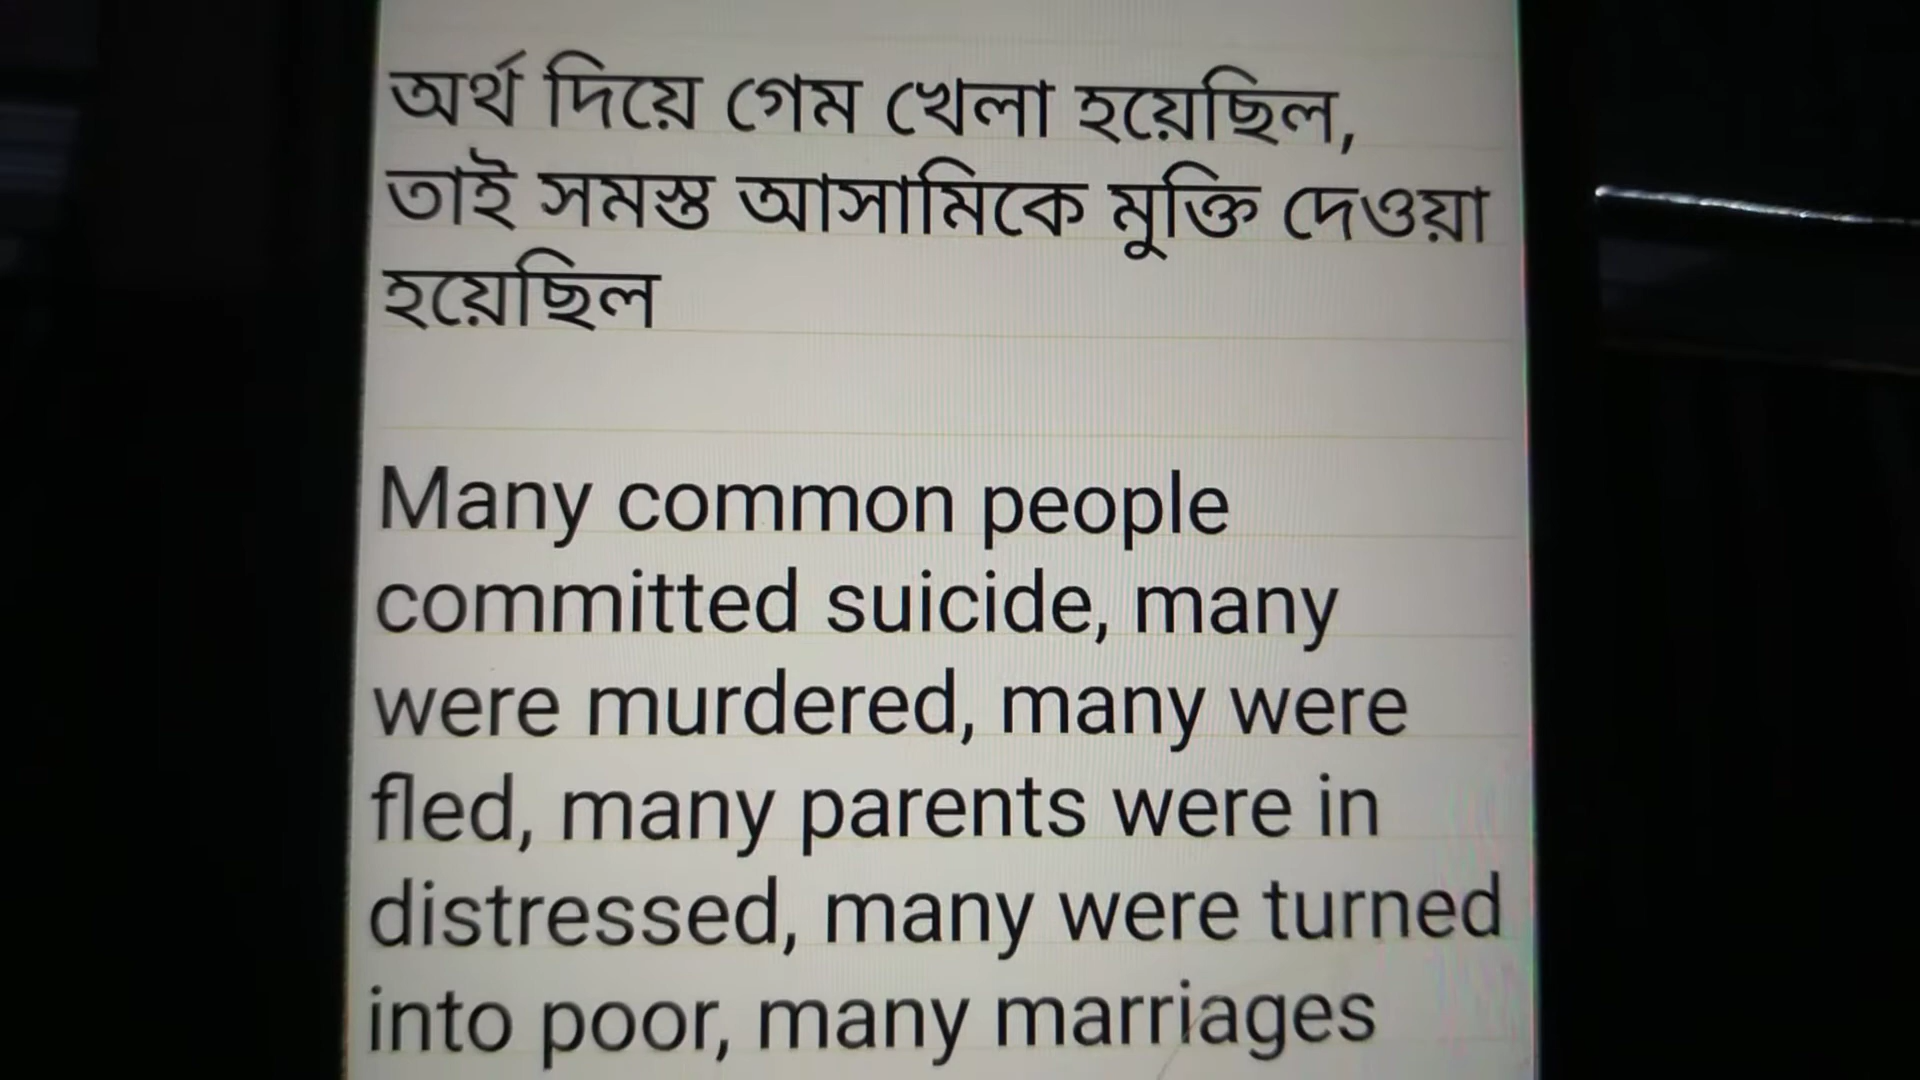 অর্থ দিয়ে গেম খেলা হয়েছিল,
তাই সমস্ত আসামিকে মুক্তি দেওয়া
হয়েছিল
Many common people
committed suicide, many
were murdered, many were
fled, many parents were in
distressed, many were turned
into poor, many marriages